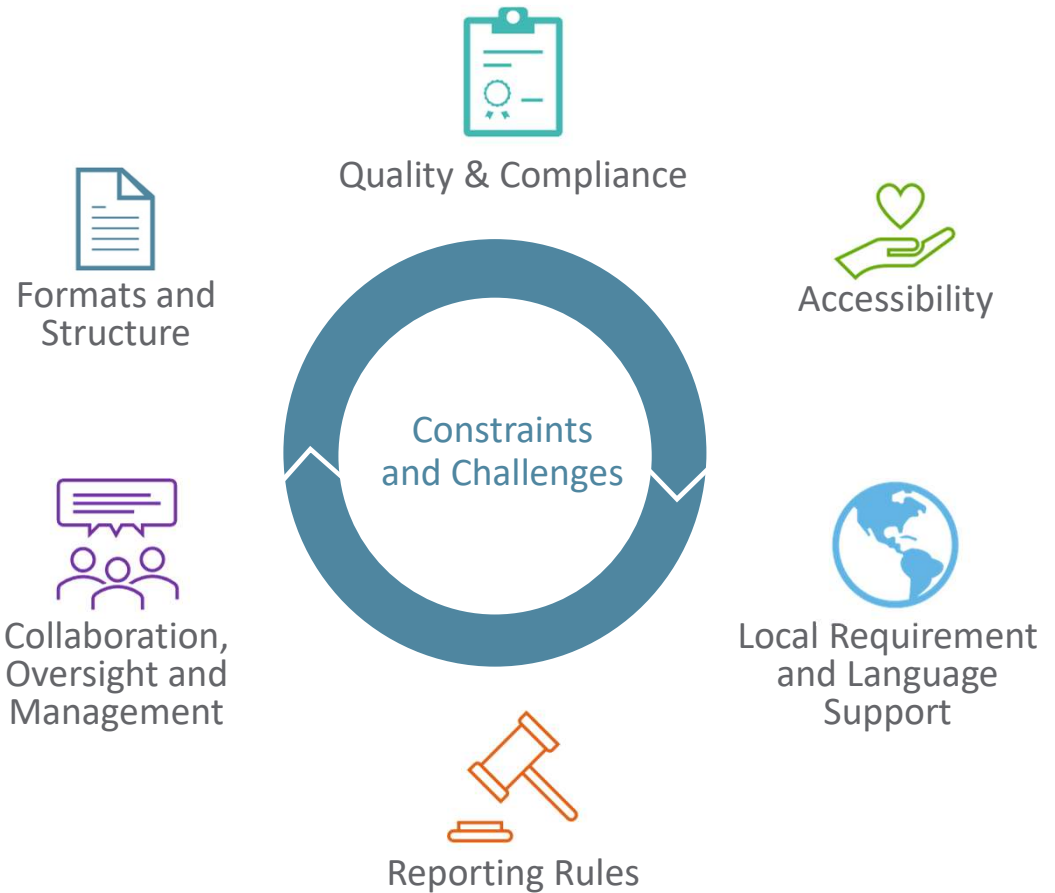 Quality & Compliance
Formats and
Structure
Accessibility
Constraints
and Challenges
Collaboration,
Oversight and
Management
Local Requirement
and Language
Support
Reporting Rules